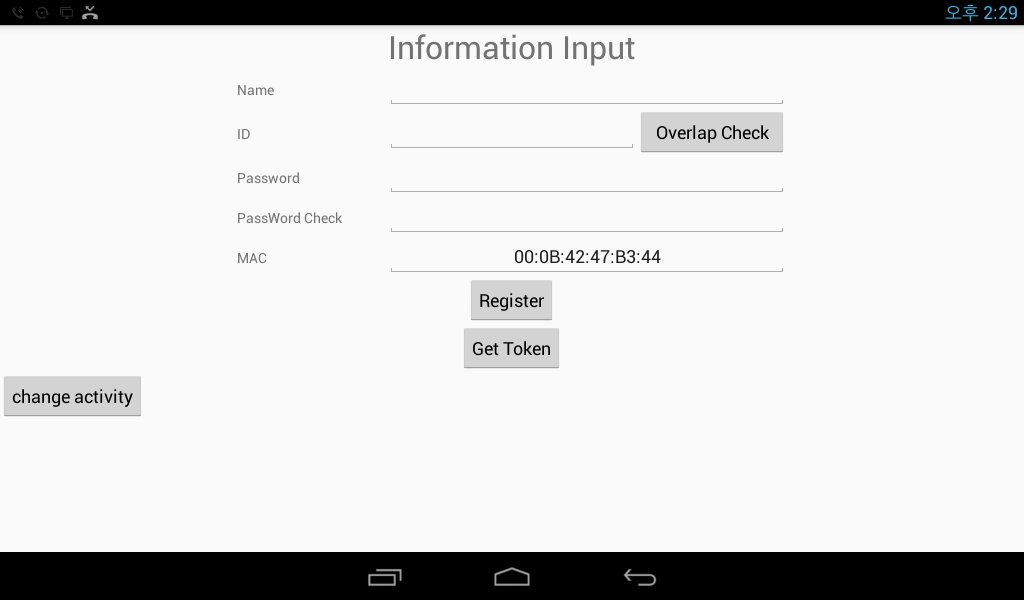 오후 2:29
Information Input
Name
ID
Overlap Check
Password
PassWord Check
MAC 00:0B:42:47:B3:44
Register
Get Token
change activity